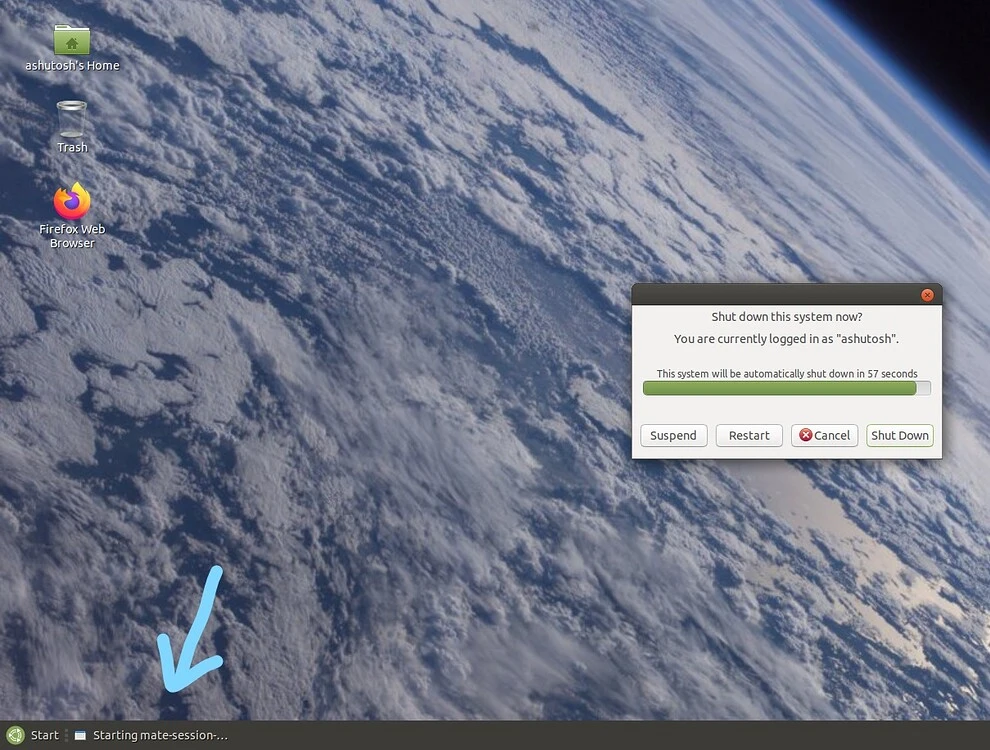 ashutosh's Home
Trash
Firefox Web
Browser
Shut down this system now?
You are currently logged in as "ashutosh".
This system will be automatically shut down in 57 seconds
Suspend Restart Cancel Shut Down
Start Starting mate-session-...